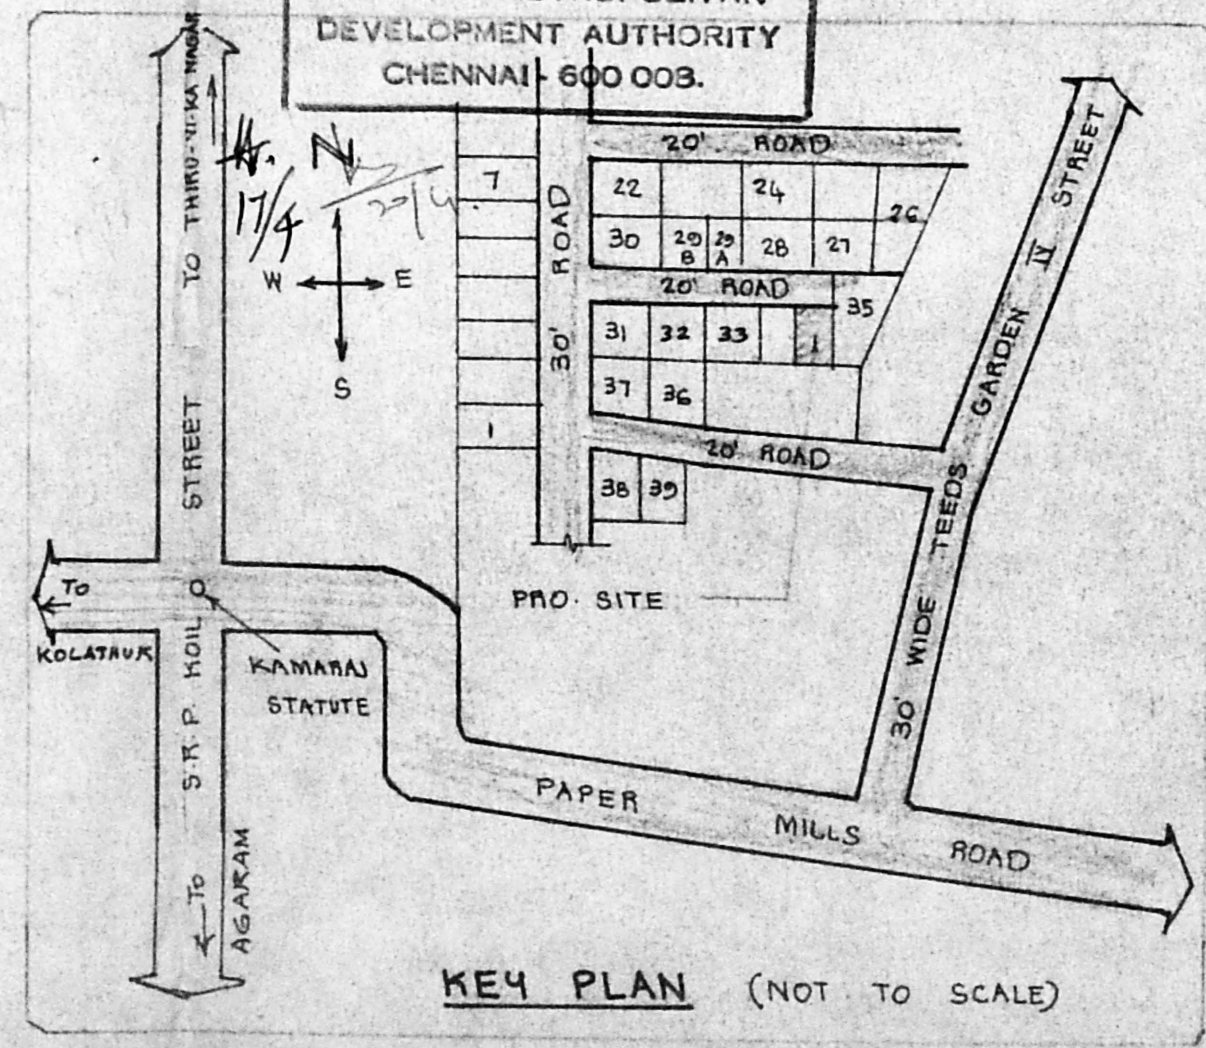 DEVELOPMENT AUTHORITY
CHENNAI - 600 003.
TO THIRU-VI-KA NAGAR
17/4
N
20/4
W E
S
S.R.P. KOIL STREET
TO
KOLATHUR
KAMARAJ
STATUTE
TO
AGARAM
7
1
30' ROAD
20' ROAD
22 24 26
30 29 B 29 A 28 27
20' ROAD
35
31 32 33 1
37 36
20' ROAD
38 39
PRO. SITE
30' WIDE TEEDS GARDEN IV STREET
PAPER MILLS ROAD
KEY PLAN (NOT TO SCALE)